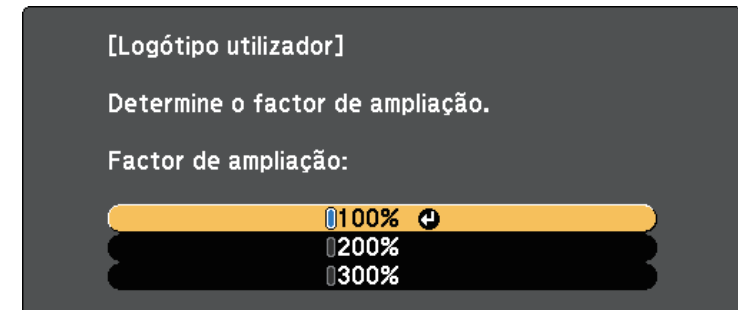 [Logótipo utilizador]
Determine o factor de ampliação.
Factor de ampliação:
100%
200%
300%